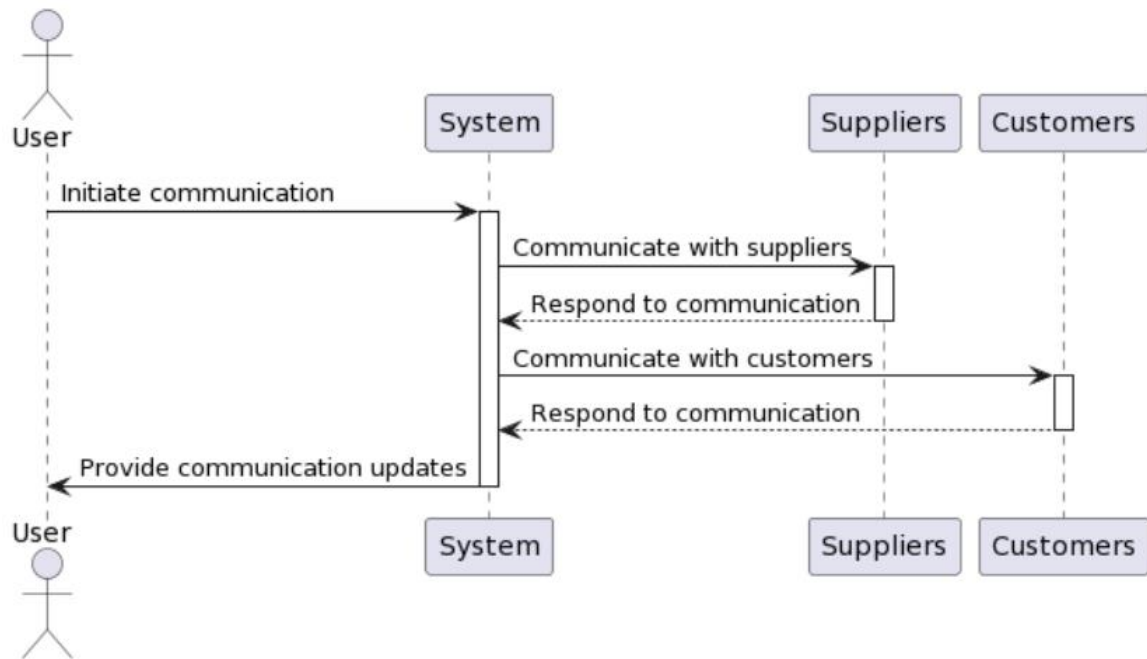 User
System
Suppliers
Customers
Initiate communication
Communicate with suppliers
Respond to communication
Communicate with customers
Respond to communication
Provide communication updates
User
System
Suppliers
Customers